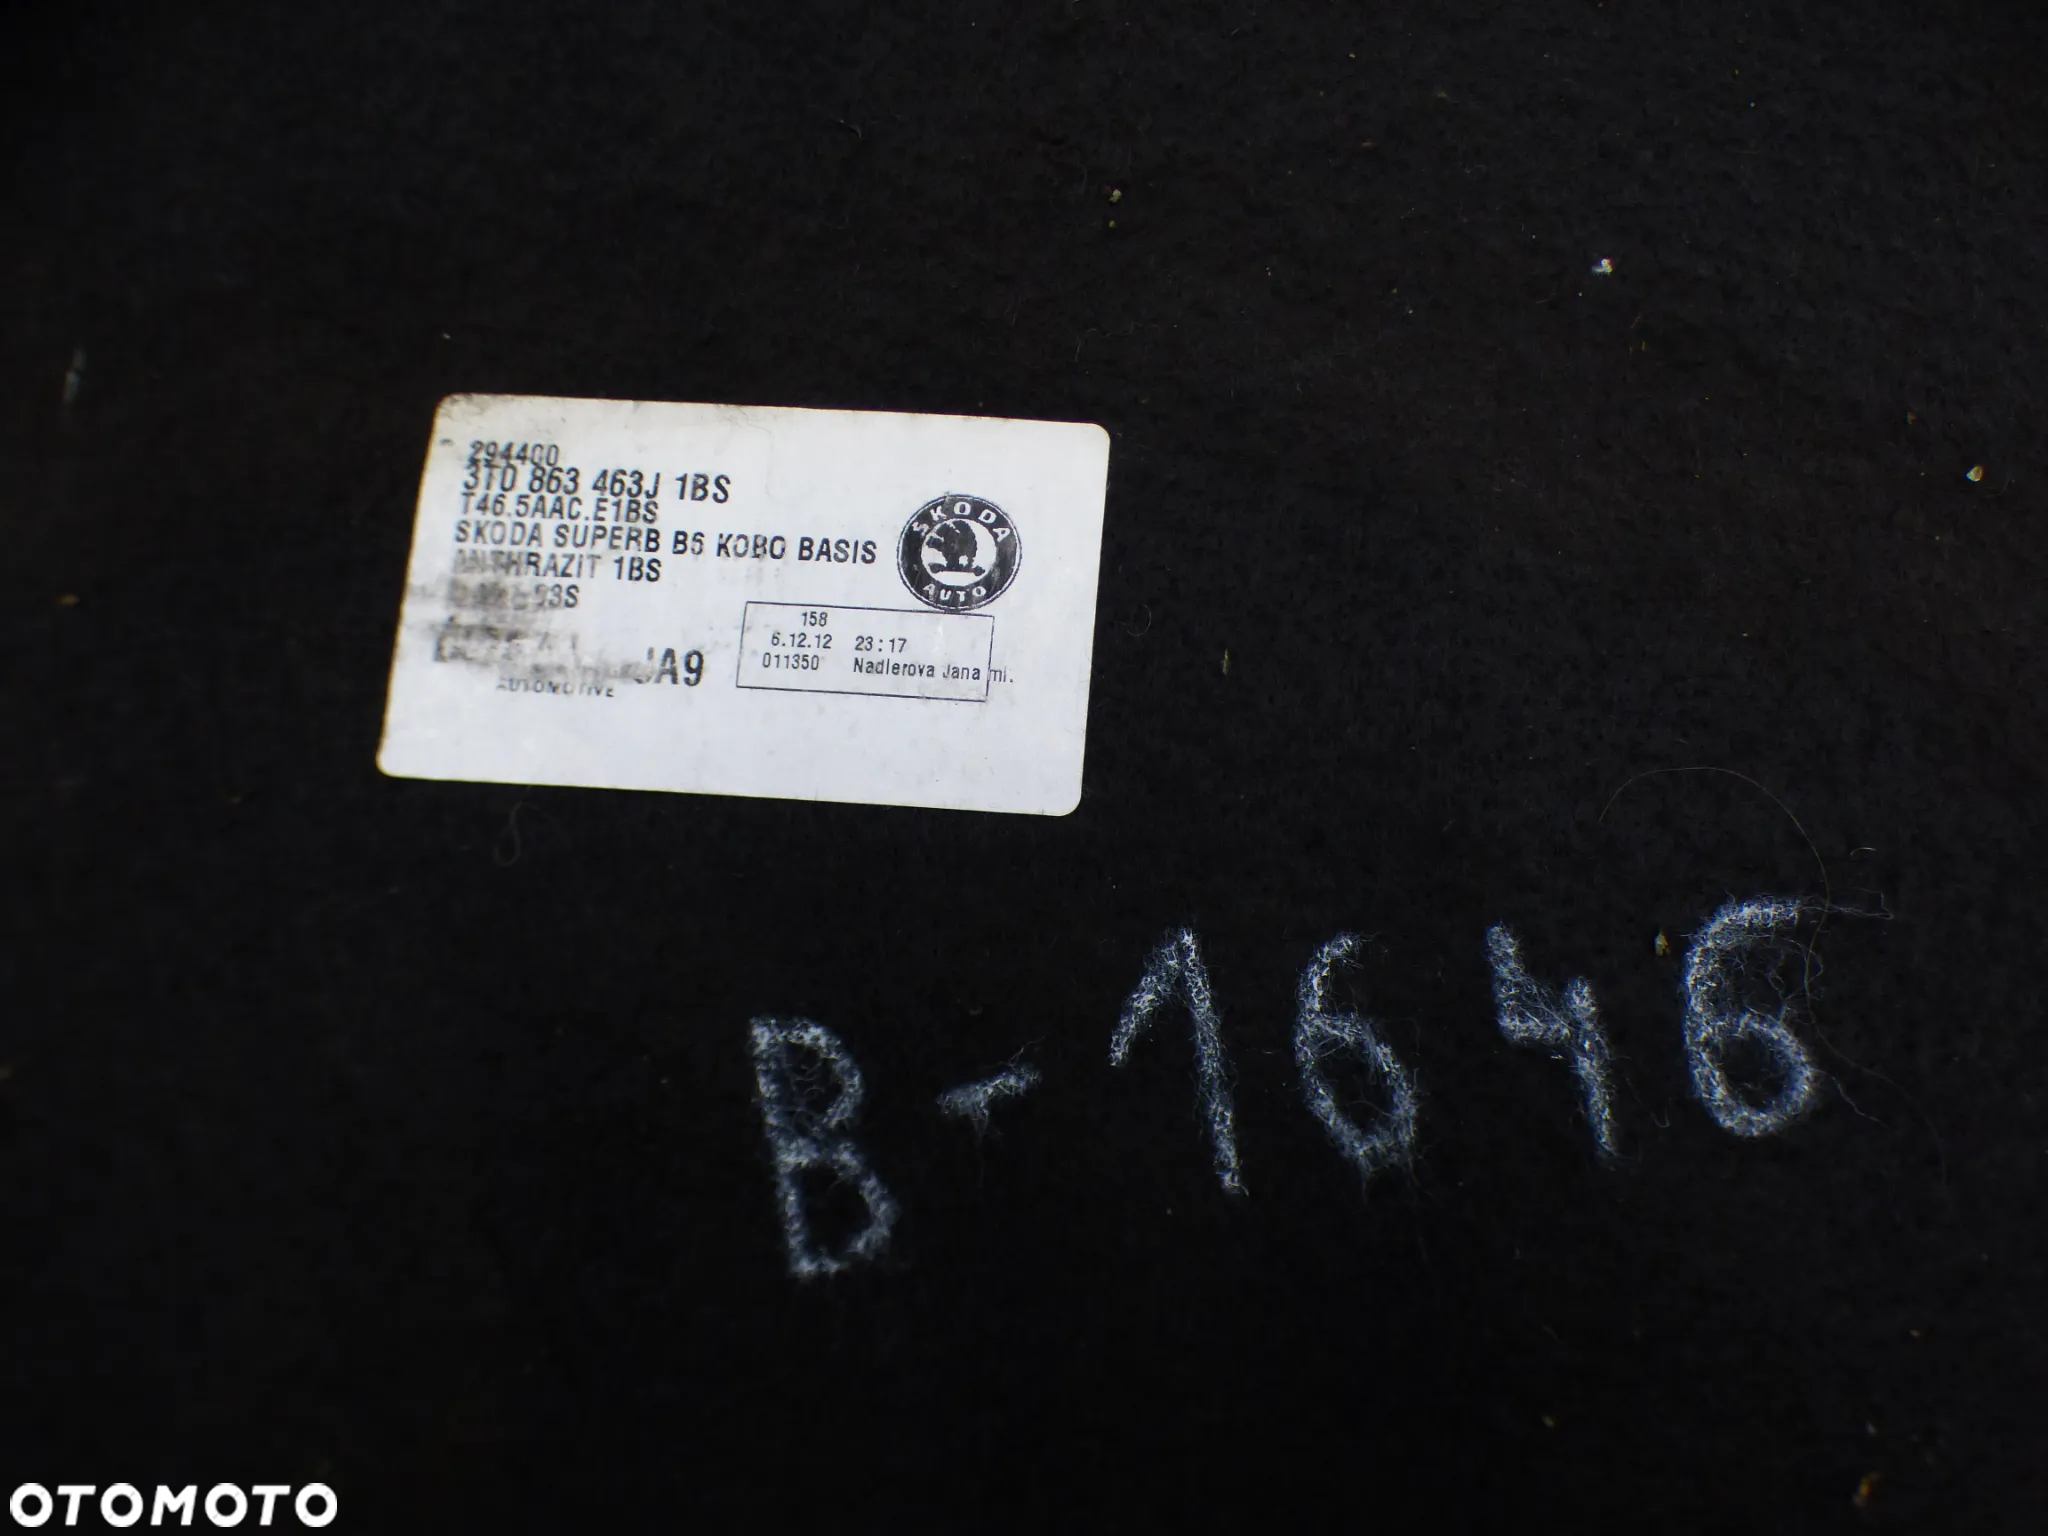 294400
3T0 863 463J 1BS
T46.5AAC.E1BS
SKODA SUPERB B6 KOBO BASIS
ANTHRAZIT 1BS
SKODA
AUTO
158
6.12.12 23:17
011350 Nadlerova Jana ml.
JA9
AUTOMOTIVE
B-1646
OTOMOTO